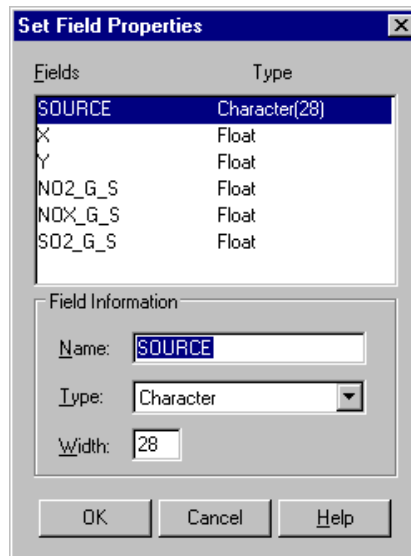 Set Field Properties
Fields Type
SOURCE Character(28)
X Float
Y Float
NO2_G_S Float
NOX_G_S Float
SO2_G_S Float
Field Information
Name: SOURCE
Type: Character
Width: 28
OK Cancel Help